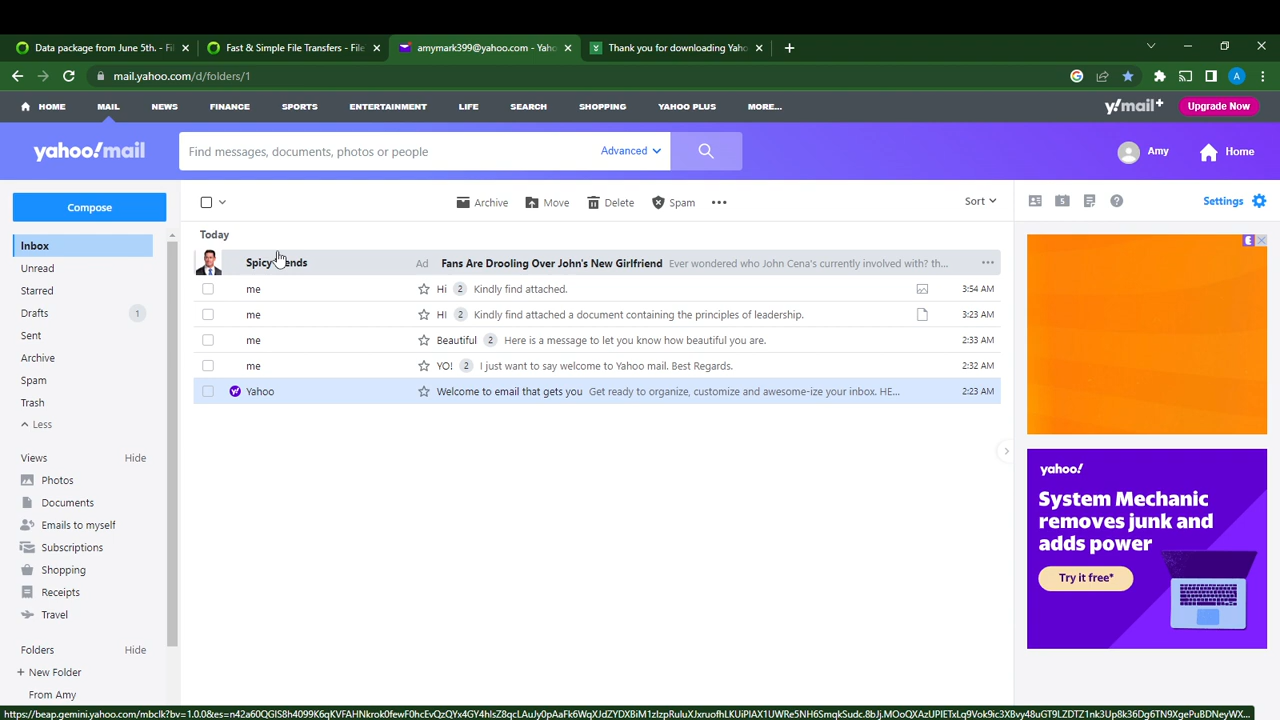 Data package from June 5th. - Fil
Fast & Simple File Transfers - File
amymark399@yahoo.com - Yaho
Thank you for downloading Yaho
mail.yahoo.com/d/folders/1
A
HOME MAIL NEWS FINANCE SPORTS ENTERTAINMENT LIFE SEARCH SHOPPING YAHOO PLUS MORE...
y!mail+ Upgrade Now
yahoo!mail
Find messages, documents, photos or people Advanced
Amy Home
Compose
Archive Move Delete Spam ••• Sort
Settings
Today
Inbox
Unread
Starred
Drafts 1
Sent
Archive
Spam
Trash
Less
Views Hide
Photos
Documents
Emails to myself
Subscriptions
Shopping
Receipts
Travel
Folders Hide
+ New Folder
From Amy
Ad Fans Are Drooling Over John's New Girlfriend Ever wondered who John Cena's currently involved with? th...
me Hi 2 Kindly find attached. 3:54 AM
me HI 2 Kindly find attached a document containing the principles of leadership. 3:23 AM
me Beautiful 2 Here is a message to let you know how beautiful you are. 2:33 AM
me YO! 2 I just want to say welcome to Yahoo mail. Best Regards. 2:32 AM
Yahoo Welcome to email that gets you Get ready to organize, customize and awesome-ize your inbox. HE... 2:23 AM
yahoo!
System Mechanic
removes junk and
adds power
Try it free*